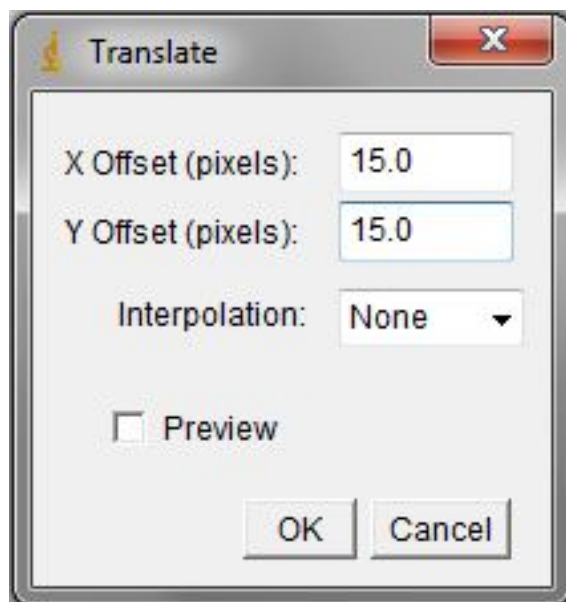 Translate
X Offset (pixels): 15.0
Y Offset (pixels): 15.0
Interpolation: None
Preview
OK Cancel